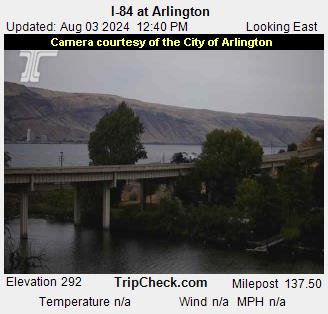 I-84 at Arlington
Updated: Aug 03 2024 12:40 PM Looking East
Camera courtesy of the City of Arlington
Elevation 292 TripCheck.com Milepost 137.50
Temperature n/a Wind n/a MPH n/a